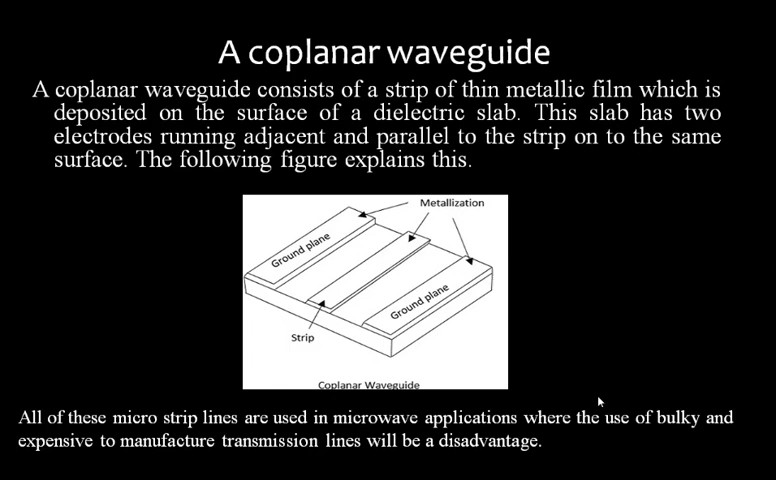 A coplanar waveguide
A coplanar waveguide consists of a strip of thin metallic film which is
deposited on the surface of a dielectric slab. This slab has two
electrodes running adjacent and parallel to the strip on to the same
surface. The following figure explains this.
Metallization
Ground plane
Ground plane
Strip
Coplanar Waveguide
All of these micro strip lines are used in microwave applications where the use of bulky and
expensive to manufacture transmission lines will be a disadvantage.